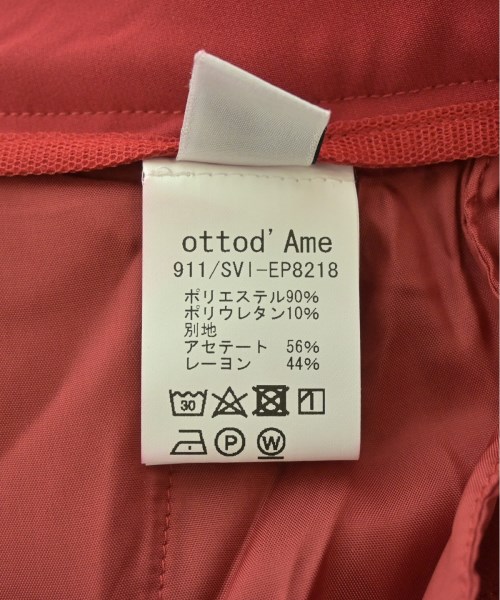 ottod'Ame
911/SVI-EP8218
ポリエステル90%
ポリウレタン10%
別地
アセテート 56%
レーヨン 44%
30
P W